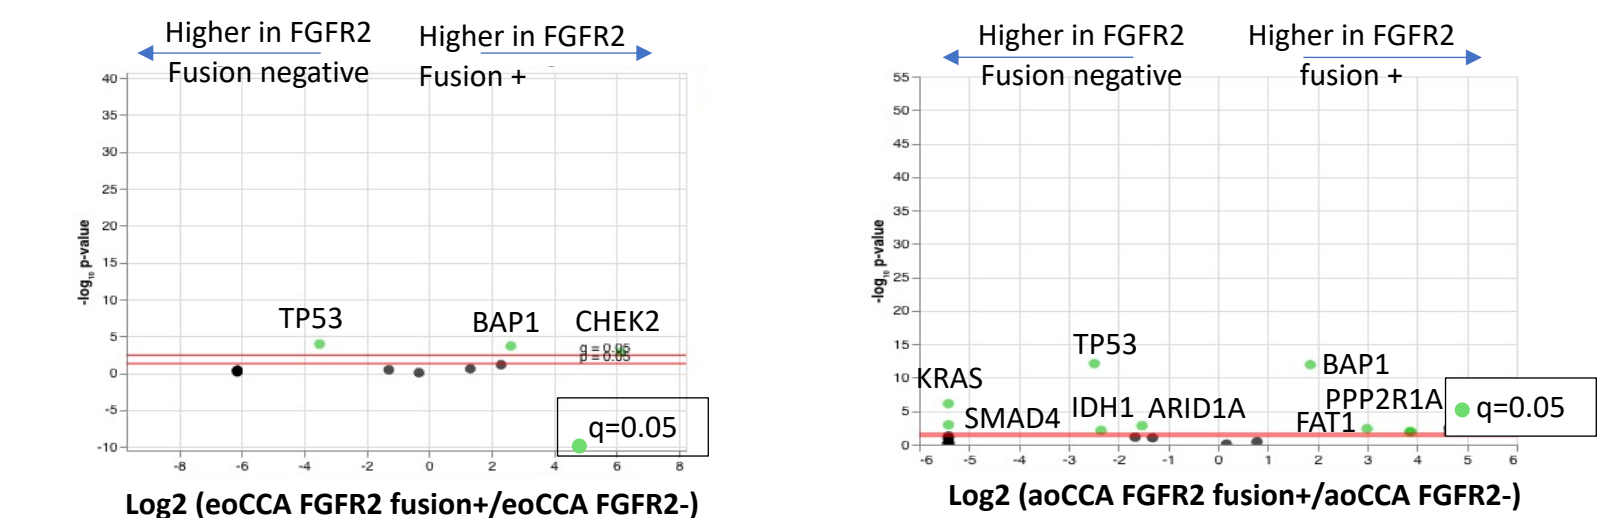 Higher in FGFR2
Fusion negative
Higher in FGFR2
Fusion +
40
35
30
25
20
15
10
5
0
-5
-10
-log₁₀ p-value
TP53
BAP1
CHEK2
q = 0.05
p = 0.05
q=0.05
-8
-6
-4
-2
0
2
4
6
8
Log2 (eoCCA FGFR2 fusion+/eoCCA FGFR2-)
Higher in FGFR2
Fusion negative
Higher in FGFR2
fusion +
55
50
45
40
35
30
25
20
15
10
5
0
-log₁₀ p-value
TP53
BAP1
KRAS
PPP2R1A
SMAD4
IDH1
ARID1A
FAT1
q=0.05
-6
-5
-4
-3
-2
-1
0
1
2
3
4
5
6
Log2 (aoCCA FGFR2 fusion+/aoCCA FGFR2-)